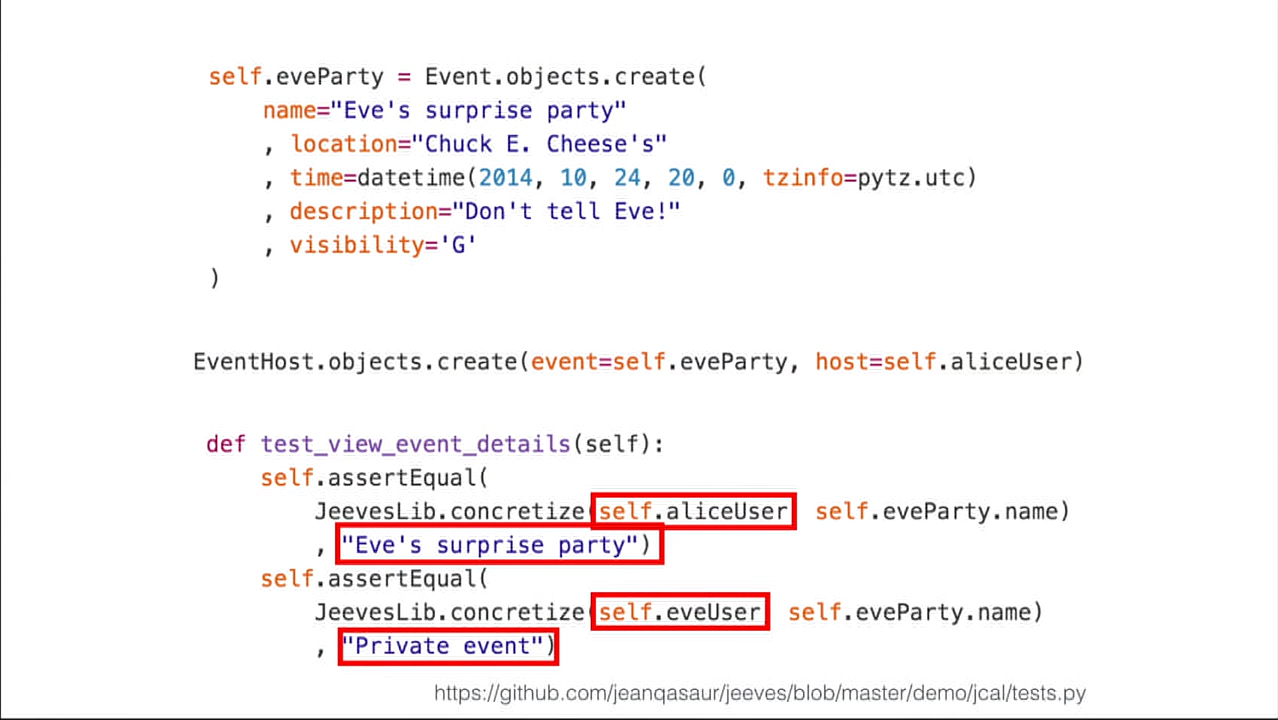 self.eveParty = Event.objects.create(
name="Eve's surprise party"
, location="Chuck E. Cheese's"
, time=datetime(2014, 10, 24, 20, 0, tzinfo=pytz.utc)
, description="Don't tell Eve!"
, visibility='G'
)
EventHost.objects.create(event=self.eveParty, host=self.aliceUser)
def test_view_event_details(self):
self.assertEqual(
JeevesLib.concretize(self.aliceUser self.eveParty.name)
, "Eve's surprise party")
self.assertEqual(
JeevesLib.concretize(self.eveUser self.eveParty.name)
, "Private event")
https://github.com/jeanqasaur/jeeves/blob/master/demo/jcal/tests.py